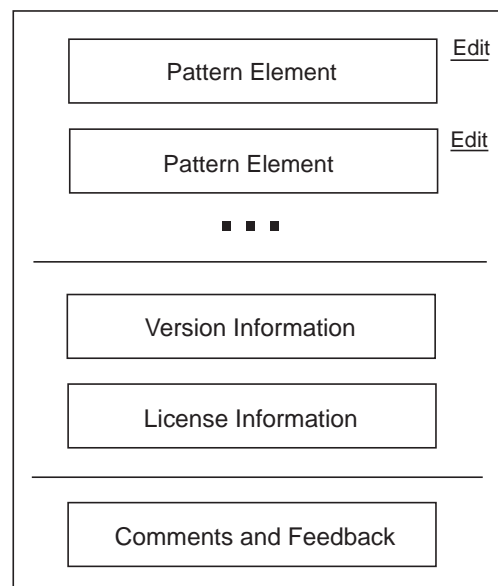 Pattern Element
Edit
Pattern Element
Edit
Version Information
License Information
Comments and Feedback